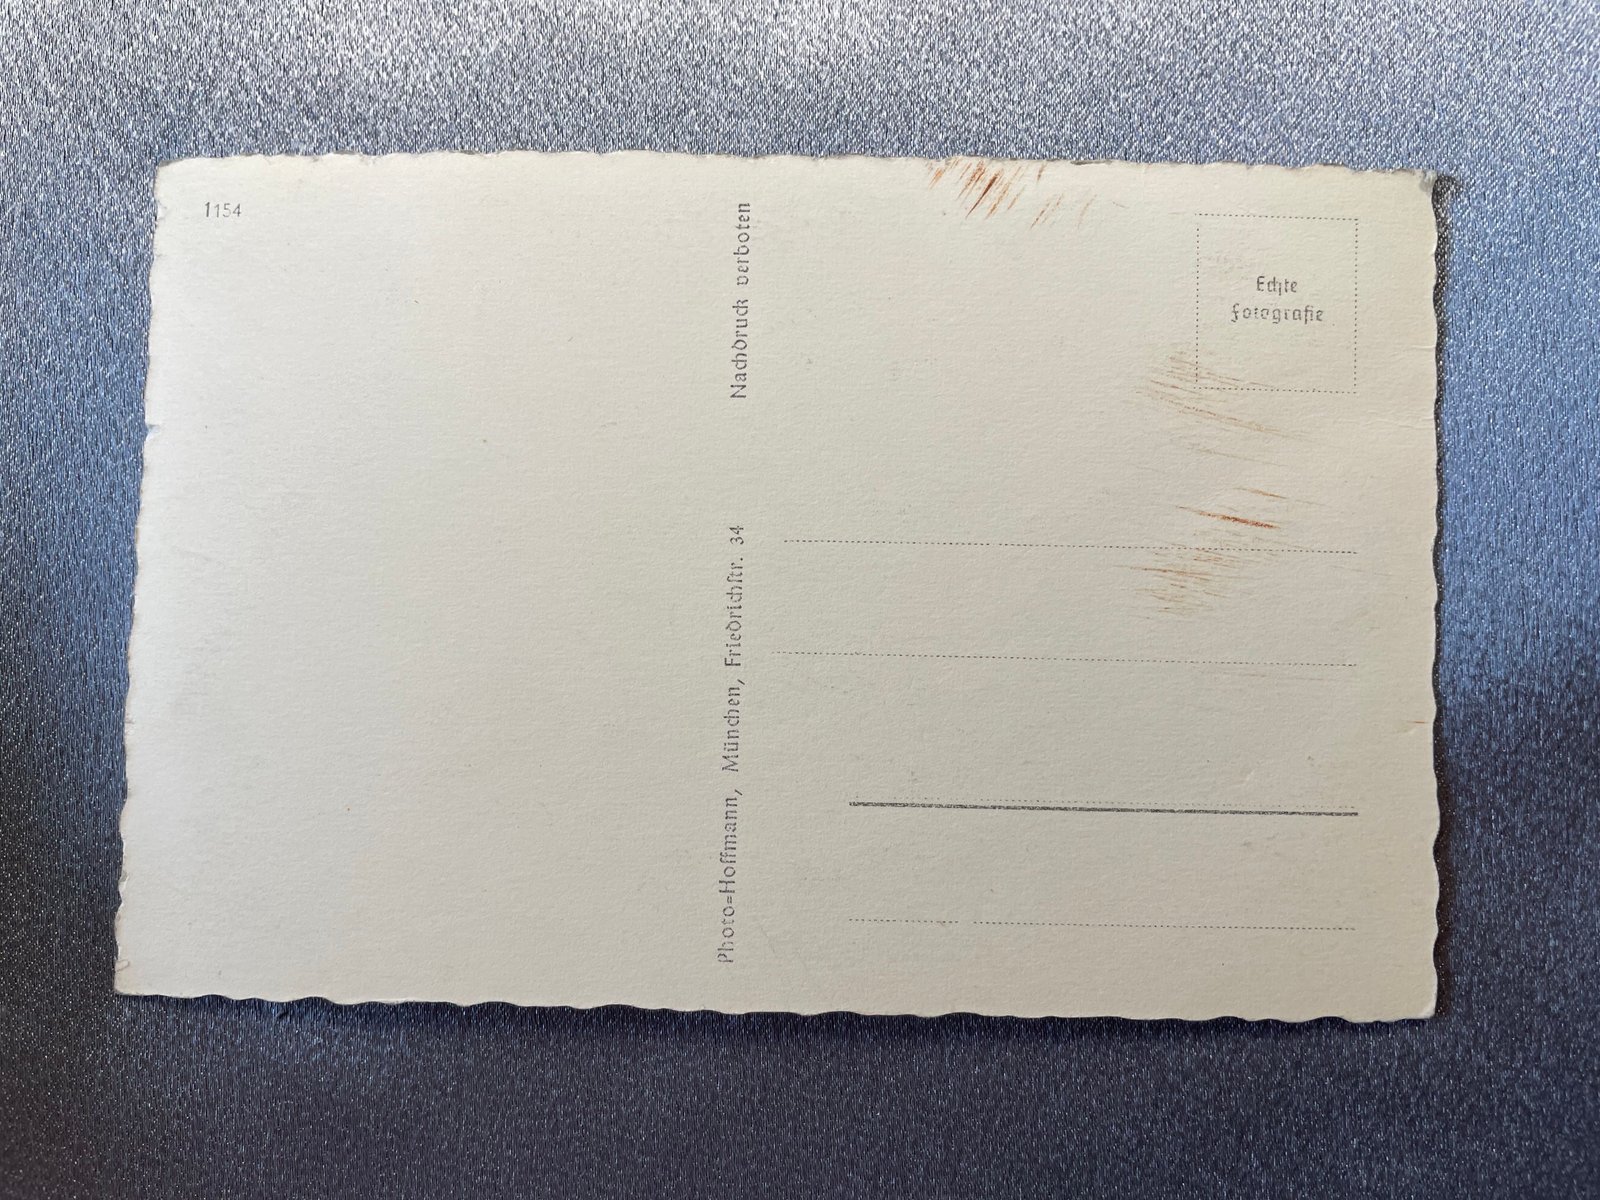 1154
Photo=Hoffmann, München, Friedrichſtr. 34 Nachdruck verboten
Echte
Fotografie